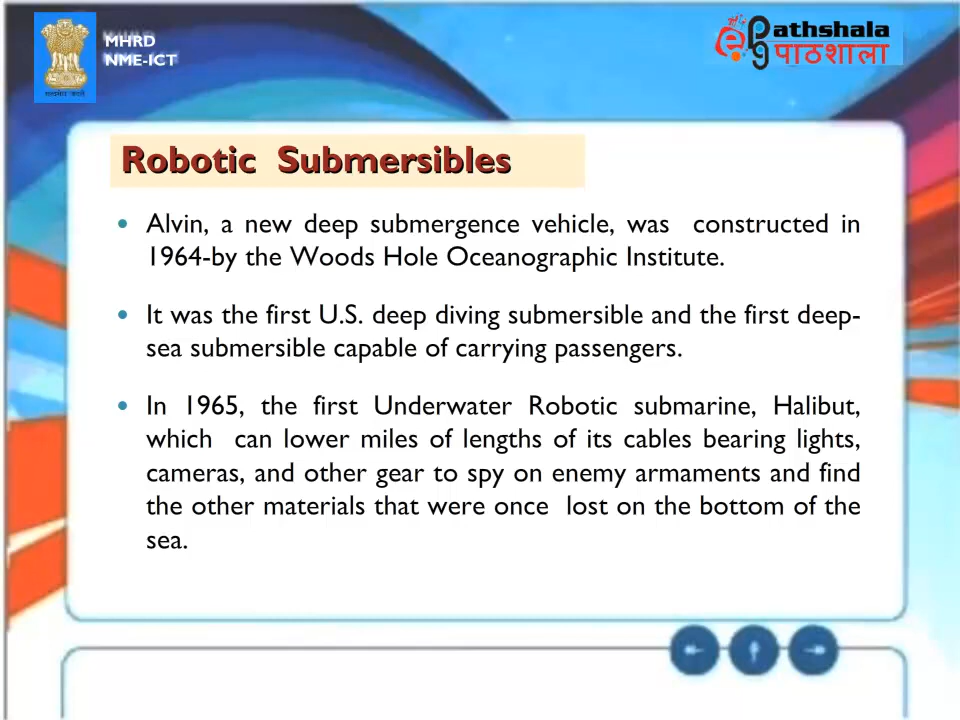 MHRD
NME-ICT
ePathshala
पाठशाला
Robotic Submersibles
• Alvin, a new deep submergence vehicle, was constructed in
1964-by the Woods Hole Oceanographic Institute.
• It was the first U.S. deep diving submersible and the first deep-
sea submersible capable of carrying passengers.
• In 1965, the first Underwater Robotic submarine, Halibut,
which can lower miles of lengths of its cables bearing lights,
cameras, and other gear to spy on enemy armaments and find
the other materials that were once lost on the bottom of the
sea.